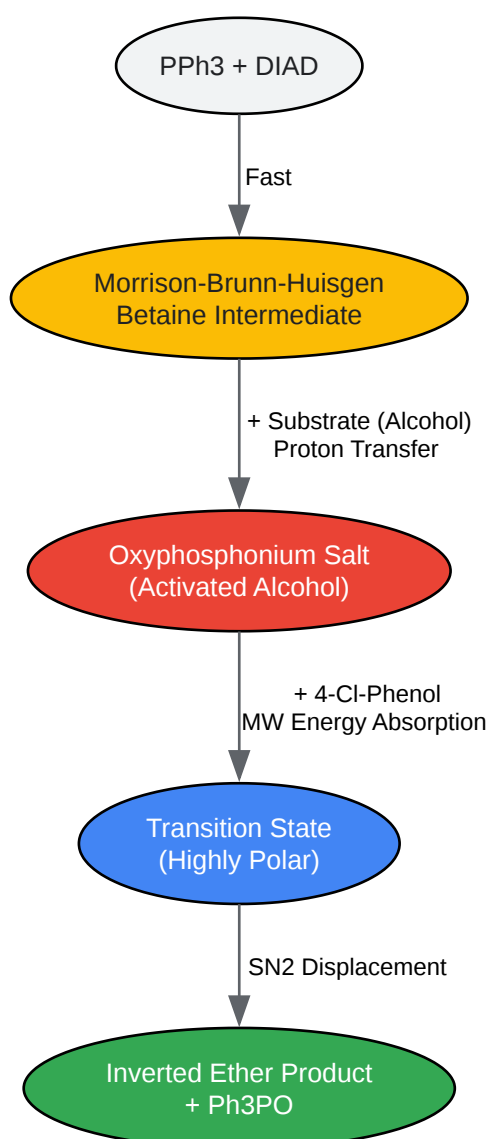 PPh3 + DIAD
Fast
Morrison-Brunn-Huisgen
Betaine Intermediate
+ Substrate (Alcohol)
Proton Transfer
Oxyphosphonium Salt
(Activated Alcohol)
+ 4-Cl-Phenol
MW Energy Absorption
Transition State
(Highly Polar)
SN2 Displacement
Inverted Ether Product
+ Ph3PO